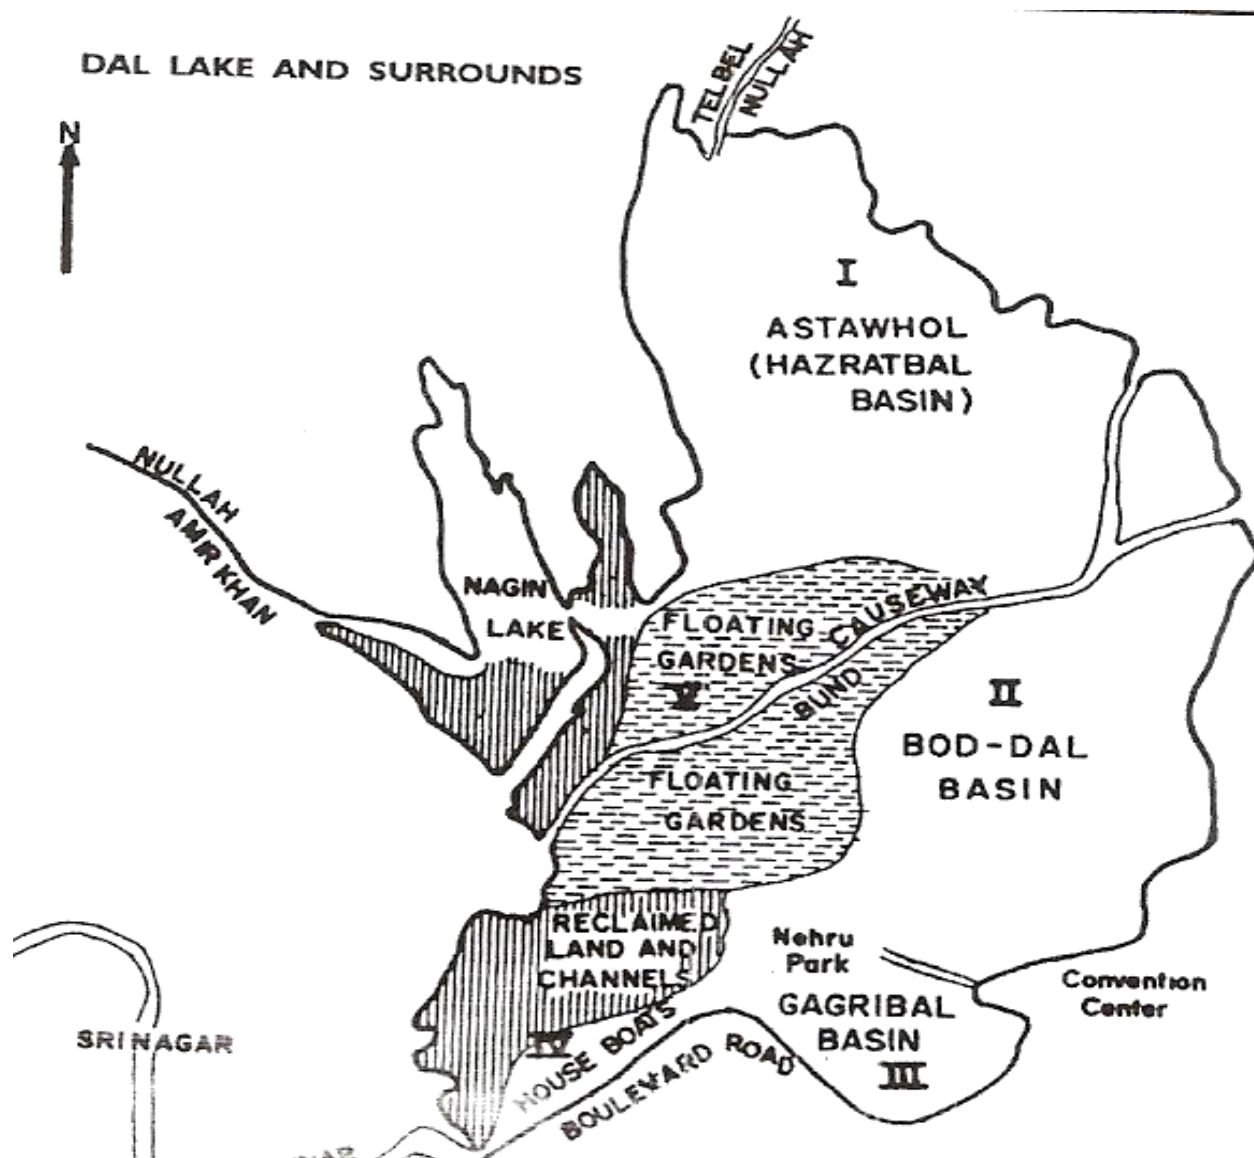 DAL LAKE AND SURROUNDS
N
TELBEL
NULLAH
I
ASTAWHOL
(HAZRATBAL
BASIN)
NULLAH
AMIR KHAN
NAGIN
LAKE
FLOATING
GARDENS
V
CAUSEWAY
BUND
II
BOD-DAL
BASIN
FLOATING
GARDENS
RECLAIMED
LAND AND
CHANNELS
Nehru
Park
Convention
Center
GAGRIBAL
BASIN
III
SRINAGAR
IV
HOUSE BOATS
BOULEVARD ROAD